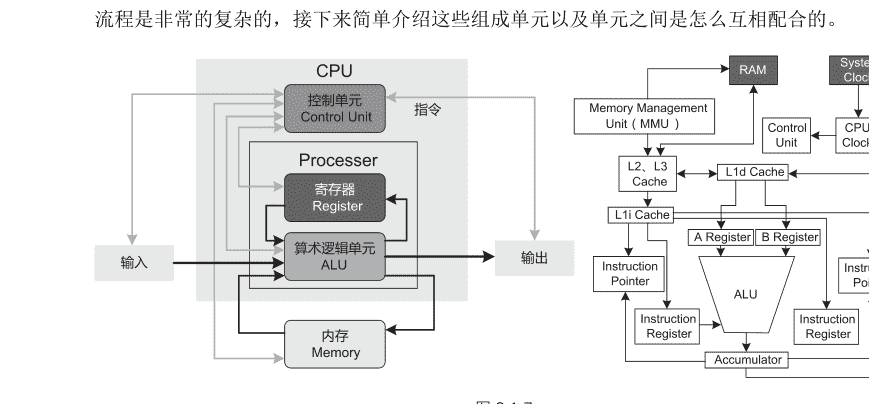 流程是非常的复杂的，接下来简单介绍这些组成单元以及单元之间是怎么互相配合的。
CPU
控制单元
Control Unit
指令
Processer
寄存器
Register
算术逻辑单元
ALU
输入
输出
内存
Memory
RAM
Memory Management
Unit（MMU）
Control
Unit
L2、L3
Cache
L1d Cache
L1i Cache
A Register
B Register
Instruction
Pointer
ALU
Instruction
Register
Instruction
Register
Accumulator